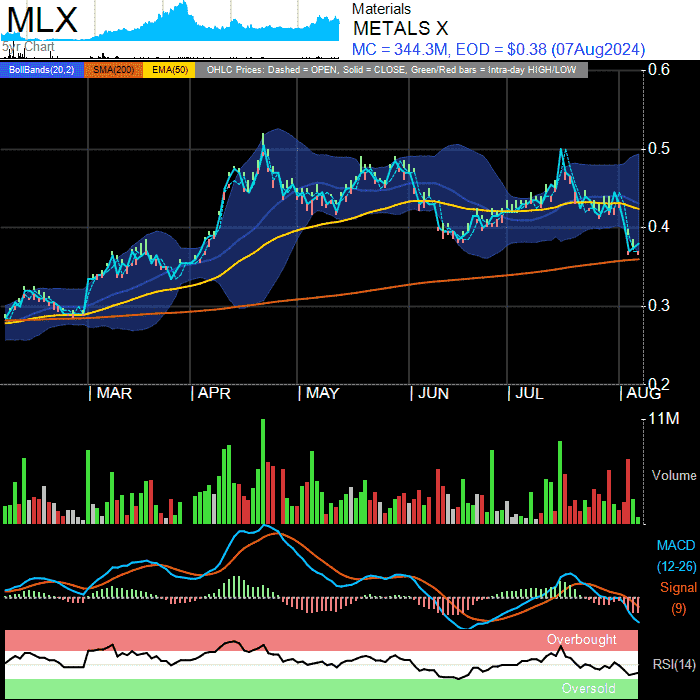 MLX
5yr Chart
Materials
METALS X
MC = 344.3M, EOD = $0.38 (07Aug2024)
BollBands(20,2) SMA(200) EMA(50) OHLC Prices: Dashed = OPEN, Solid = CLOSE, Green/Red bars = Intra-day HIGH/LOW
0.6
0.5
0.4
0.3
0.2
| MAR | APR | MAY | JUN | JUL | AUG
11M
Volume
MACD
(12-26)
Signal
(9)
Overbought
RSI(14)
Oversold